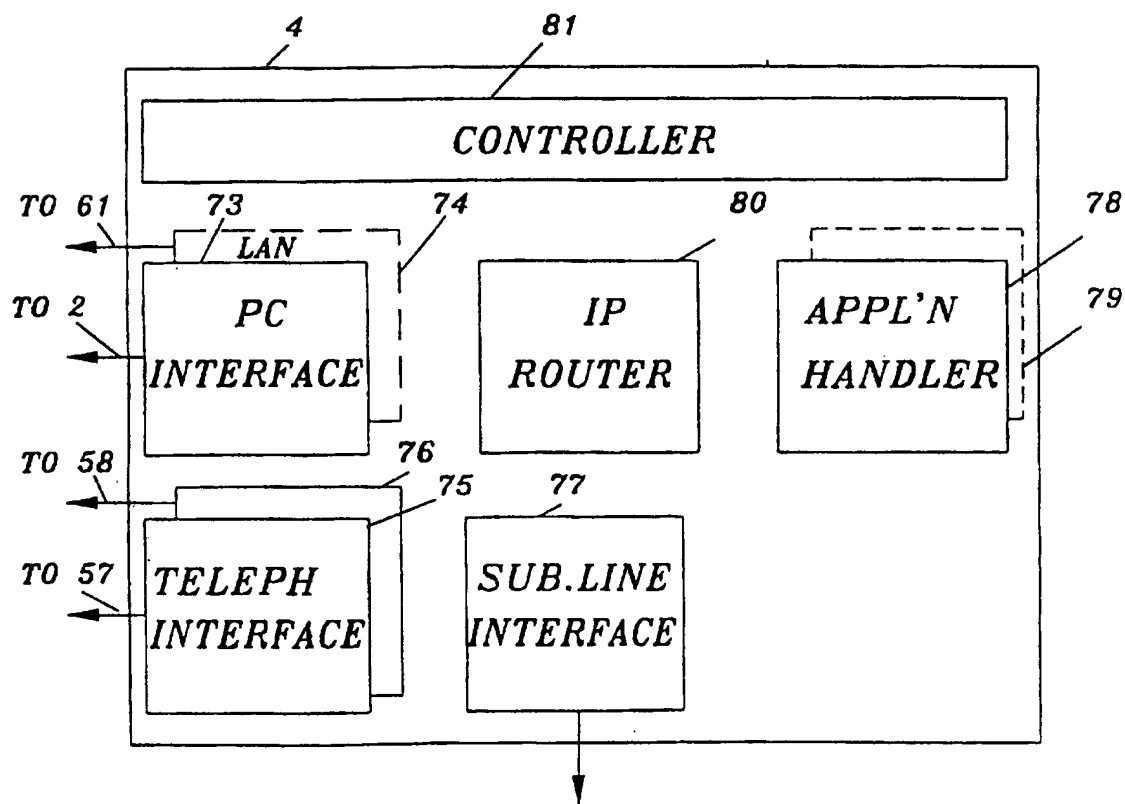 4
81
CONTROLLER
TO 61
73
74
80
78
LAN
TO 2
PC
INTERFACE
IP
ROUTER
APPL'N
HANDLER
79
TO 58
76
75
77
TO 57
TELEPH
INTERFACE
SUB.LINE
INTERFACE